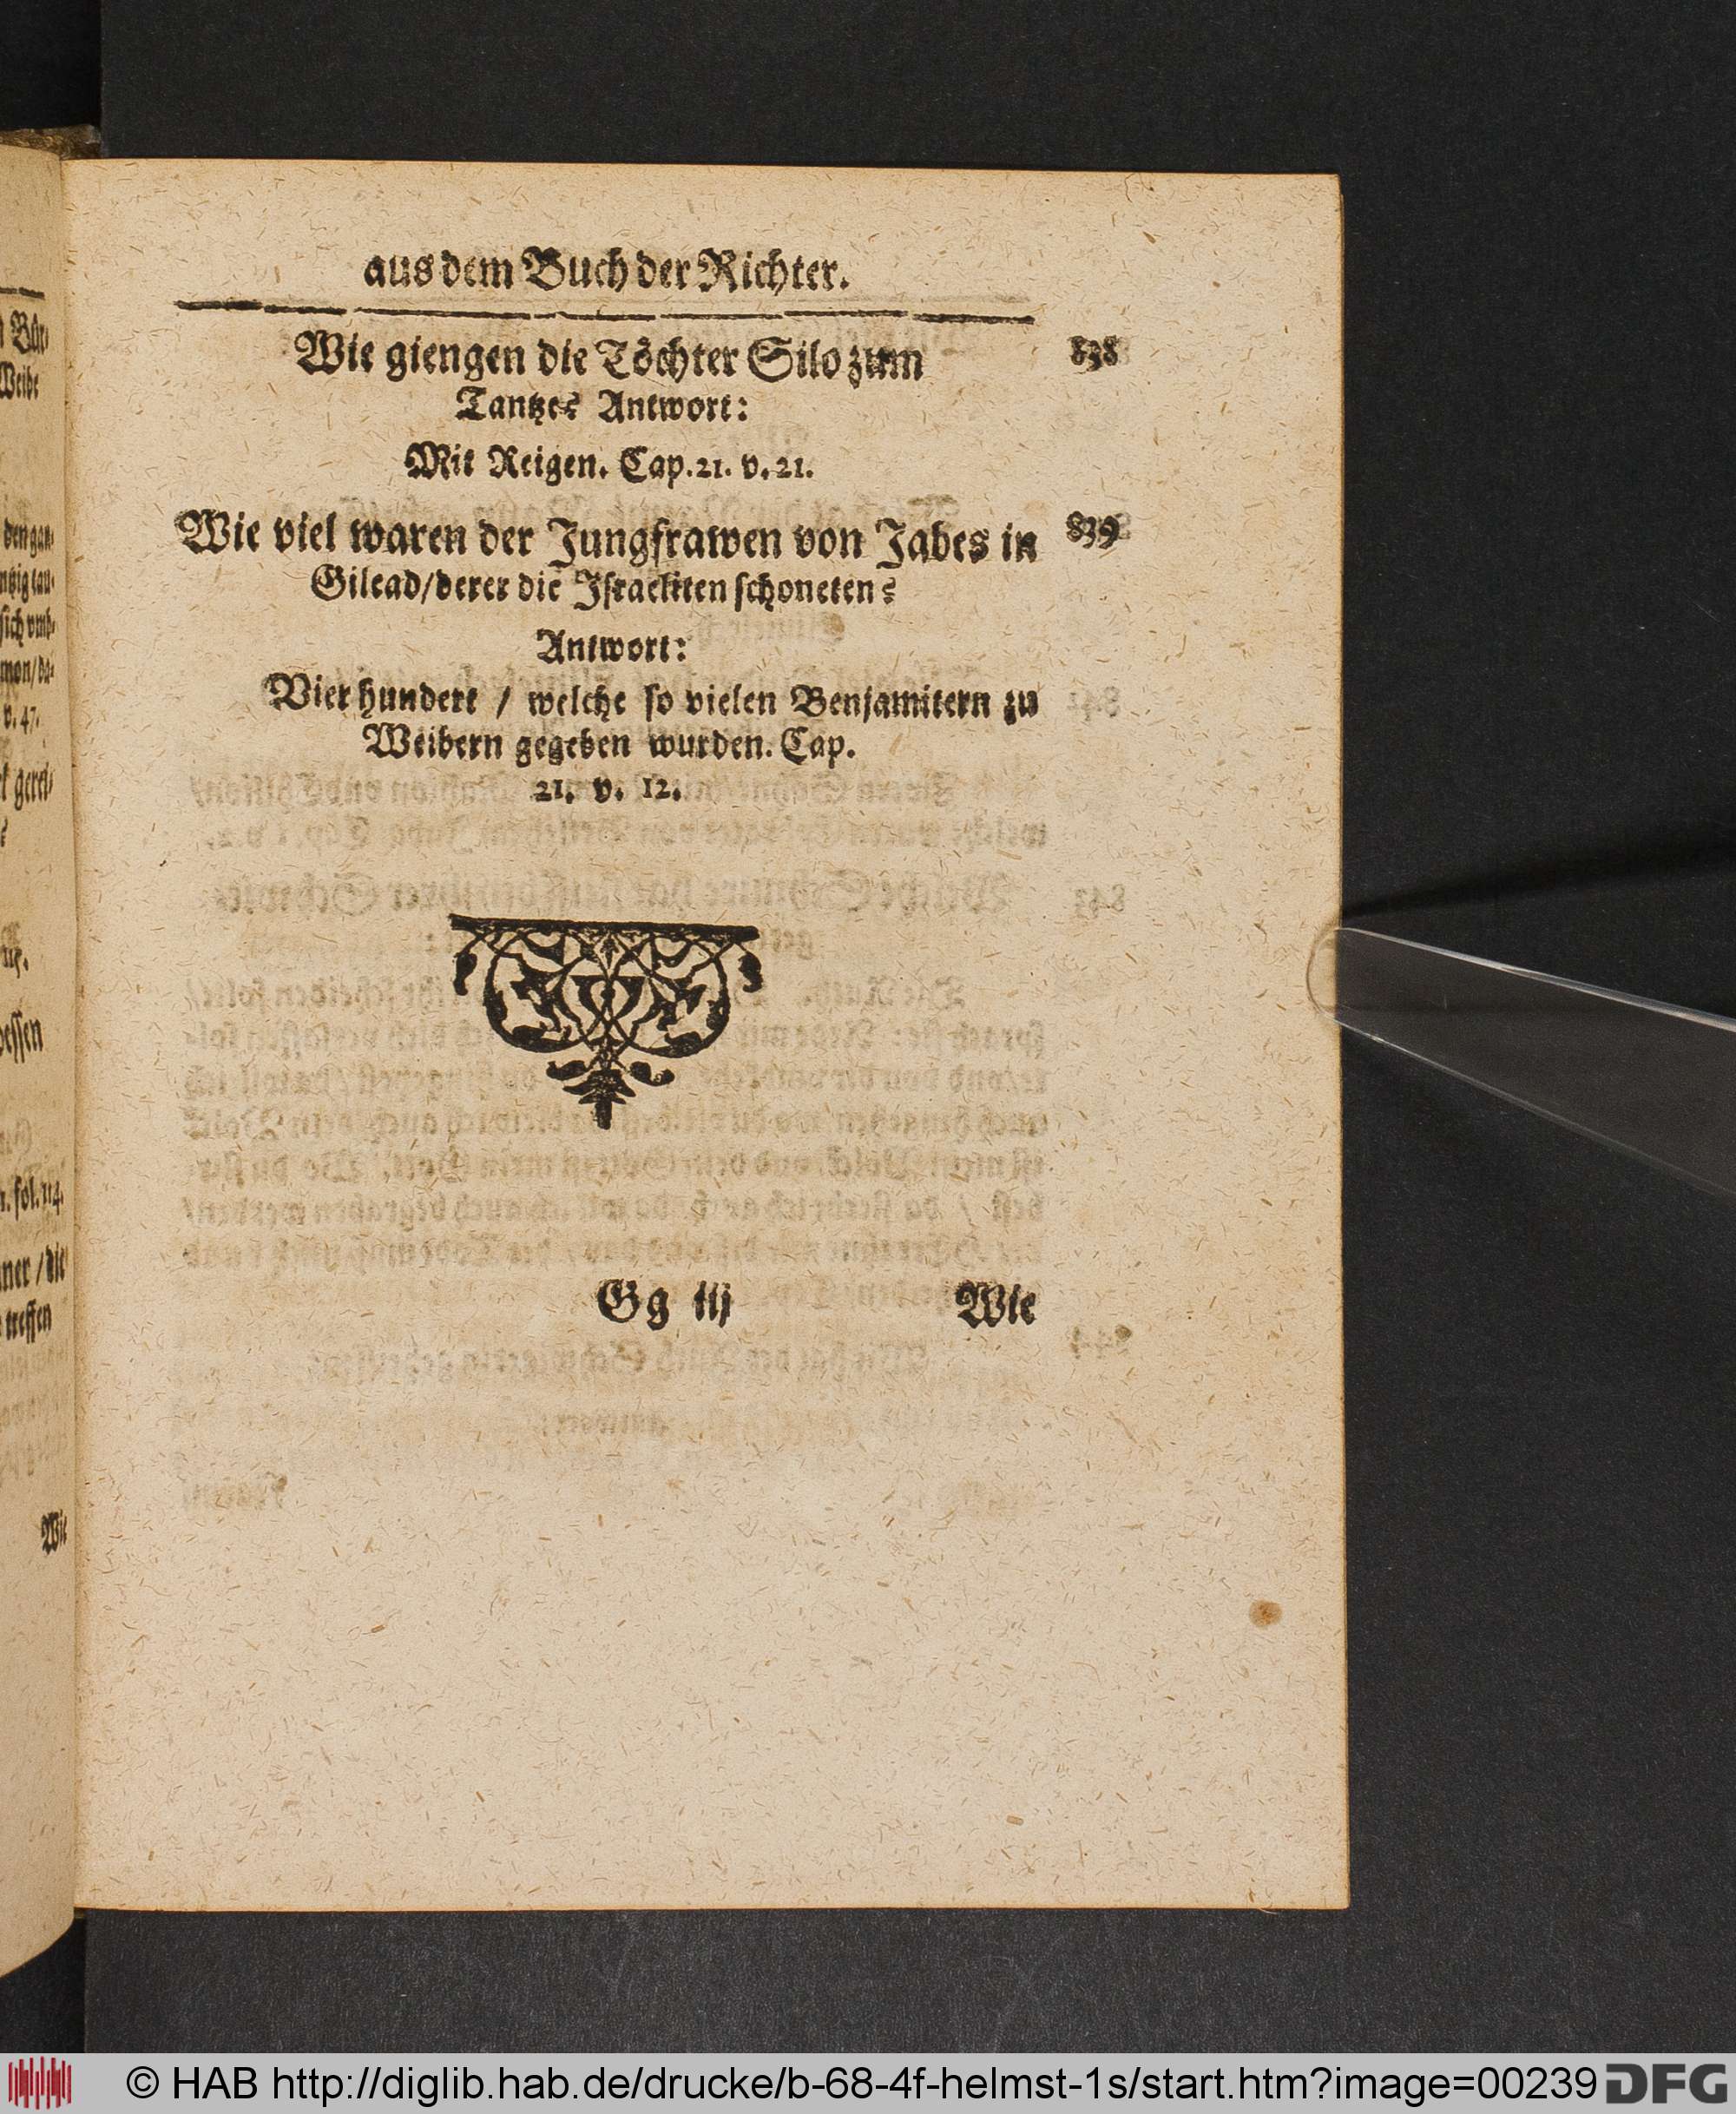 aus dem Buch der Richter.
Wie giengen die Töchter Silo zum 838
Tantze? Antwort:
Mit Reigen. Cap. 21. v. 21.
Wie viel waren der Jungfrawen von Jabes in 839
Gilead/derer die Israeliten schoneten?
Antwort:
Vier hundert / welche so vielen Benjamitern zu
Weibern gegeben wurden. Cap.
21. v. 12.
Gg iij Wie
© HAB http://diglib.hab.de/drucke/b-68-4f-helmst-1s/start.htm?image=00239 DFG